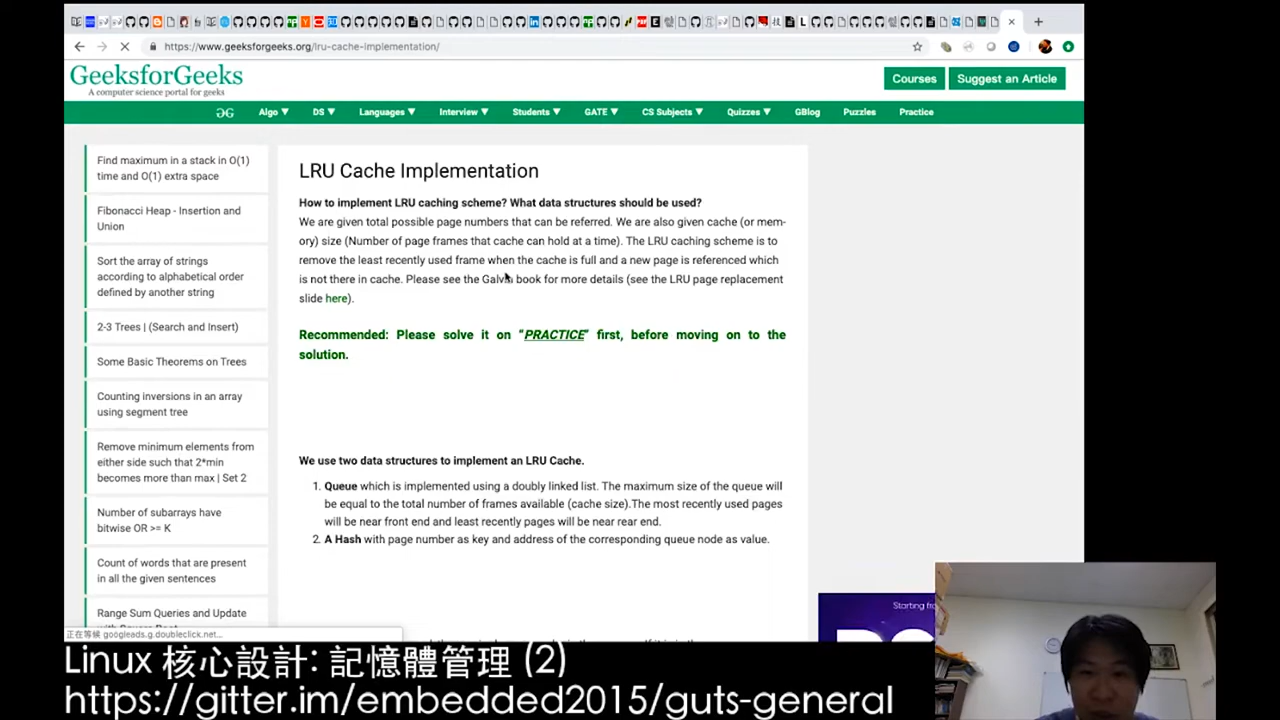 https://www.geeksforgeeks.org/lru-cache-implementation/
GeeksforGeeks
A computer science portal for geeks
Courses
Suggest an Article
Algo ▼
DS ▼
Languages ▼
Interview ▼
Students ▼
GATE ▼
CS Subjects ▼
Quizzes ▼
GBlog
Puzzles
Practice
Find maximum in a stack in O(1)
time and O(1) extra space
Fibonacci Heap - Insertion and
Union
Sort the array of strings
according to alphabetical order
defined by another string
2-3 Trees | (Search and Insert)
Some Basic Theorems on Trees
Counting inversions in an array
using segment tree
Remove minimum elements from
either side such that 2*min
becomes more than max | Set 2
Number of subarrays have
bitwise OR >= K
Count of words that are present
in all the given sentences
Range Sum Queries and Update
LRU Cache Implementation
How to implement LRU caching scheme? What data structures should be used?
We are given total possible page numbers that can be referred. We are also given cache (or mem-
ory) size (Number of page frames that cache can hold at a time). The LRU caching scheme is to
remove the least recently used frame when the cache is full and a new page is referenced which
is not there in cache. Please see the Galvin book for more details (see the LRU page replacement
slide here).
Recommended: Please solve it on “PRACTICE” first, before moving on to the
solution.
We use two data structures to implement an LRU Cache.
1. Queue which is implemented using a doubly linked list. The maximum size of the queue will
be equal to the total number of frames available (cache size).The most recently used pages
will be near front end and least recently pages will be near rear end.
2. A Hash with page number as key and address of the corresponding queue node as value.
Starting
正在等候 googleads.g.doubleclick.net...
Linux 核心設計: 記憶體管理 (2)
https://gitter.im/embedded2015/guts-general